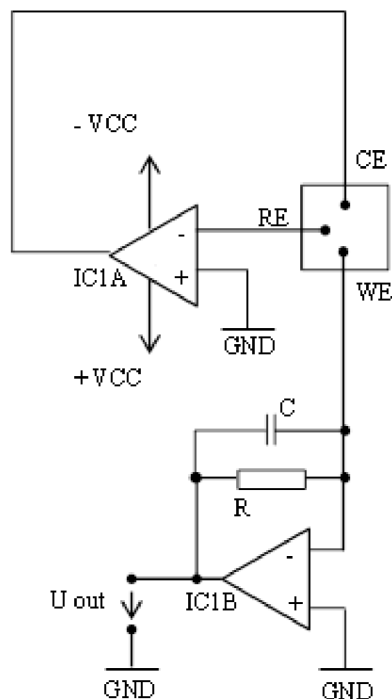 - VCC
CE
RE
-
+
IC1A
WE
GND
+VCC
C
R
-
U out
IC1B
+
GND
GND